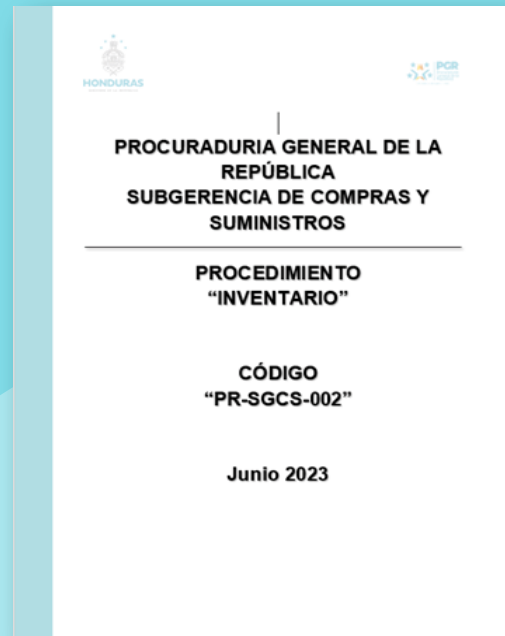 HONDURAS
PGR
PROCURADURIA GENERAL DE LA
REPÚBLICA
SUBGERENCIA DE COMPRAS Y
SUMINISTROS
PROCEDIMIENTO
“INVENTARIO”
CÓDIGO
“PR-SGCS-002”
Junio 2023